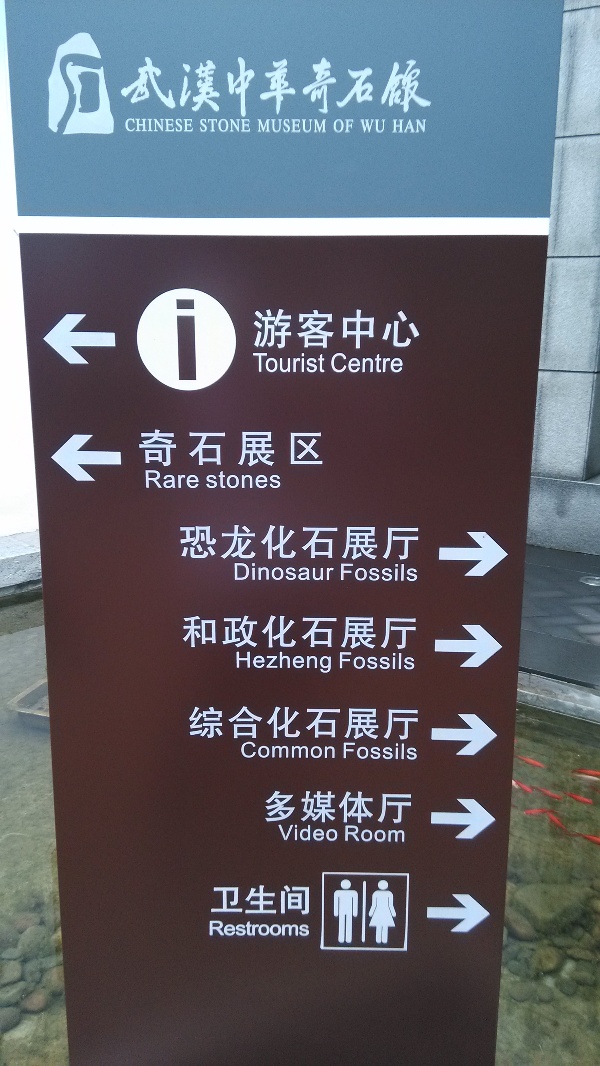 武漢中華奇石館
CHINESE STONE MUSEUM OF WU HAN
i
游客中心
Tourist Centre
奇石展区
Rare stones
恐龙化石展厅
Dinosaur Fossils
和政化石展厅
Hezheng Fossils
综合化石展厅
Common Fossils
多媒体厅
Video Room
卫生间
Restrooms